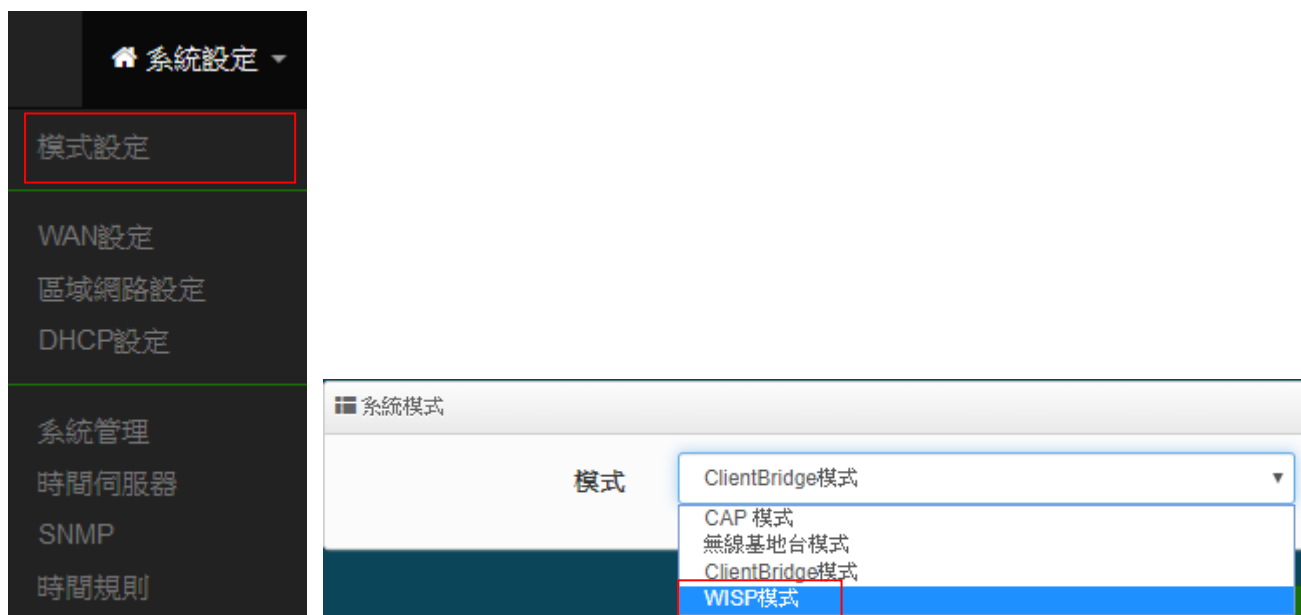 系統設定
模式設定
WAN設定
區域網路設定
DHCP設定
系統管理
時間伺服器
SNMP
時間規則
系統模式
模式
ClientBridge模式
CAP 模式
無線基地台模式
ClientBridge模式
WISP模式